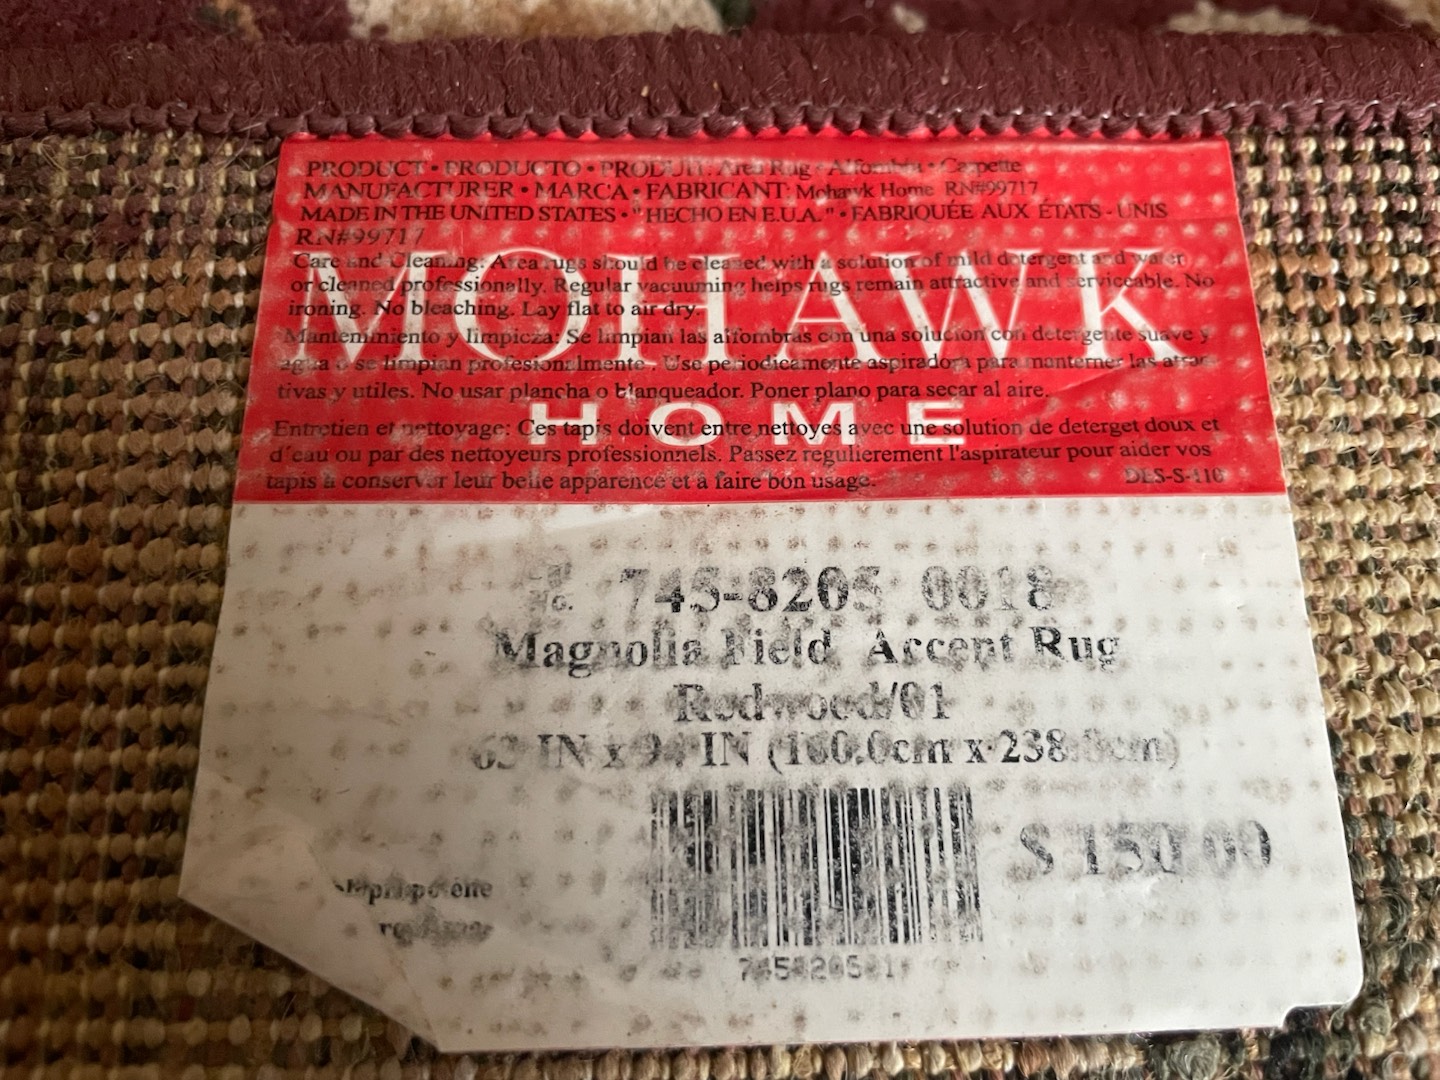 PRODUCT • PRODUCTO • PRODUIT: Area Rug • Alfombra • Carpette
MANUFACTURER • MARCA • FABRICANT: Mohawk Home RN#99717
MADE IN THE UNITED STATES • "HECHO EN E.U.A." • FABRIQUÉE AUX ÉTATS - UNIS
RN#99717
MOHAWK
HOME
Care and Cleaning: Area rugs should be cleaned with a solution of mild detergent and water
or cleaned professionally. Regular vacuuming helps rugs remain attractive and serviceable. No
ironing. No bleaching. Lay flat to air dry.
Mantenimiento y limpieza: Se limpian las alfombras con una solución con detergente suave y
agua o se limpian profesionalmente. Use periodicamente aspiradora para mantener las atrac-
tivas y utiles. No usar plancha o blanqueador. Poner plano para secar al aire.
Entretien et nettoyage: Ces tapis doivent entre nettoyes avec une solution de deterget doux et
d'eau ou par des nettoyeurs professionnels. Passez regulierement l'aspirateur pour aider vos
tapis à conserver leur belle apparence et à faire bon usage.
DLS-S-110
No. 745-8205 0018
Magnolia Field Accent Rug
Redwood/01
63 IN x 94 IN (160.0cm x 238.8cm)
$ 150.00